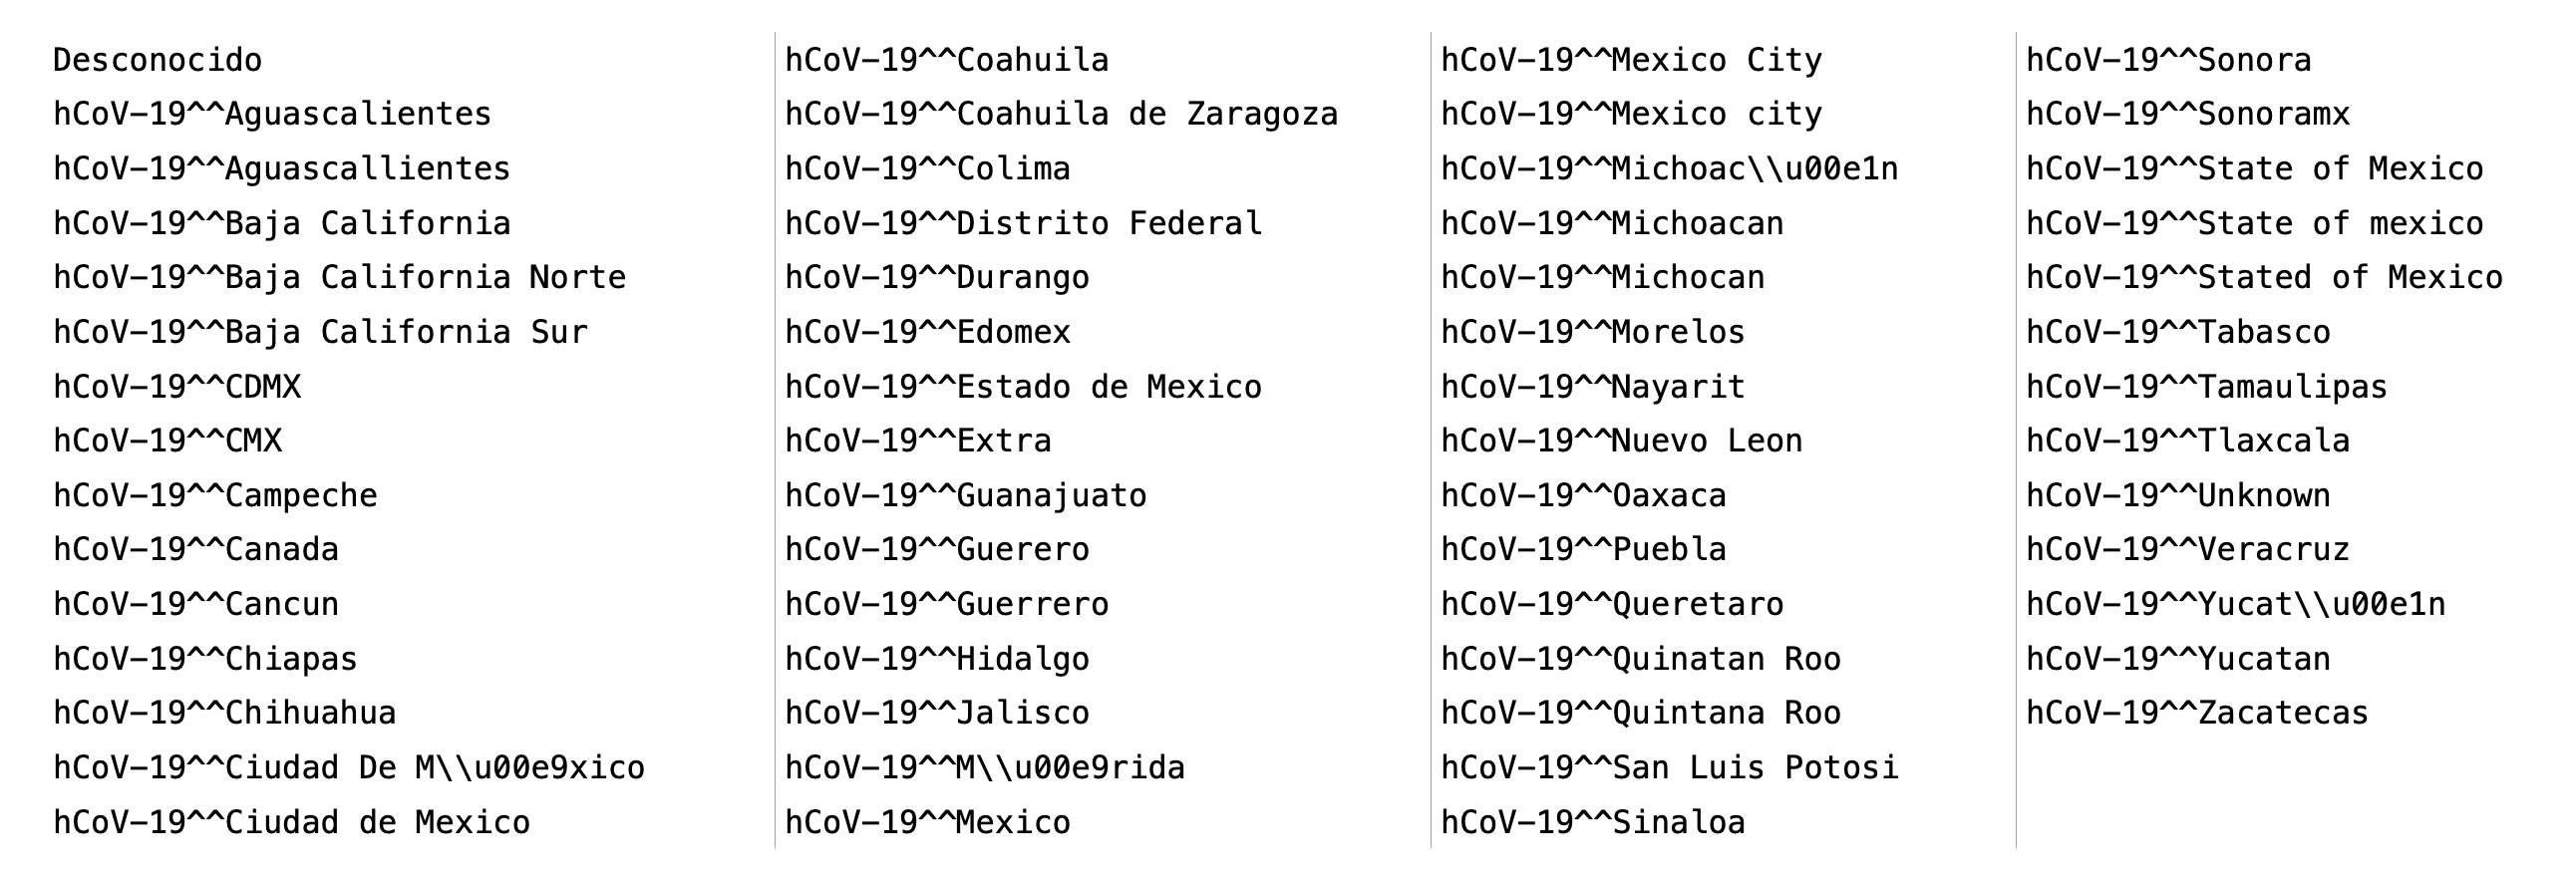 Desconocido
hCoV-19^^Aguascalientes
hCoV-19^^Aguascallientes
hCoV-19^^Baja California
hCoV-19^^Baja California Norte
hCoV-19^^Baja California Sur
hCoV-19^^CDMX
hCoV-19^^CMX
hCoV-19^^Campeche
hCoV-19^^Canada
hCoV-19^^Cancun
hCoV-19^^Chiapas
hCoV-19^^Chihuahua
hCoV-19^^Ciudad De M\\u00e9xico
hCoV-19^^Ciudad de Mexico
hCoV-19^^Coahuila
hCoV-19^^Coahuila de Zaragoza
hCoV-19^^Colima
hCoV-19^^Distrito Federal
hCoV-19^^Durango
hCoV-19^^Edomex
hCoV-19^^Estado de Mexico
hCoV-19^^Extra
hCoV-19^^Guanajuato
hCoV-19^^Guerero
hCoV-19^^Guerrero
hCoV-19^^Hidalgo
hCoV-19^^Jalisco
hCoV-19^^M\\u00e9rida
hCoV-19^^Mexico
hCoV-19^^Mexico City
hCoV-19^^Mexico city
hCoV-19^^Michoac\\u00e1n
hCoV-19^^Michoacan
hCoV-19^^Michocan
hCoV-19^^Morelos
hCoV-19^^Nayarit
hCoV-19^^Nuevo Leon
hCoV-19^^Oaxaca
hCoV-19^^Puebla
hCoV-19^^Queretaro
hCoV-19^^Quinatan Roo
hCoV-19^^Quintana Roo
hCoV-19^^San Luis Potosi
hCoV-19^^Sinaloa
hCoV-19^^Sonora
hCoV-19^^Sonoramx
hCoV-19^^State of Mexico
hCoV-19^^State of mexico
hCoV-19^^Stated of Mexico
hCoV-19^^Tabasco
hCoV-19^^Tamaulipas
hCoV-19^^Tlaxcala
hCoV-19^^Unknown
hCoV-19^^Veracruz
hCoV-19^^Yucat\\u00e1n
hCoV-19^^Yucatan
hCoV-19^^Zacatecas